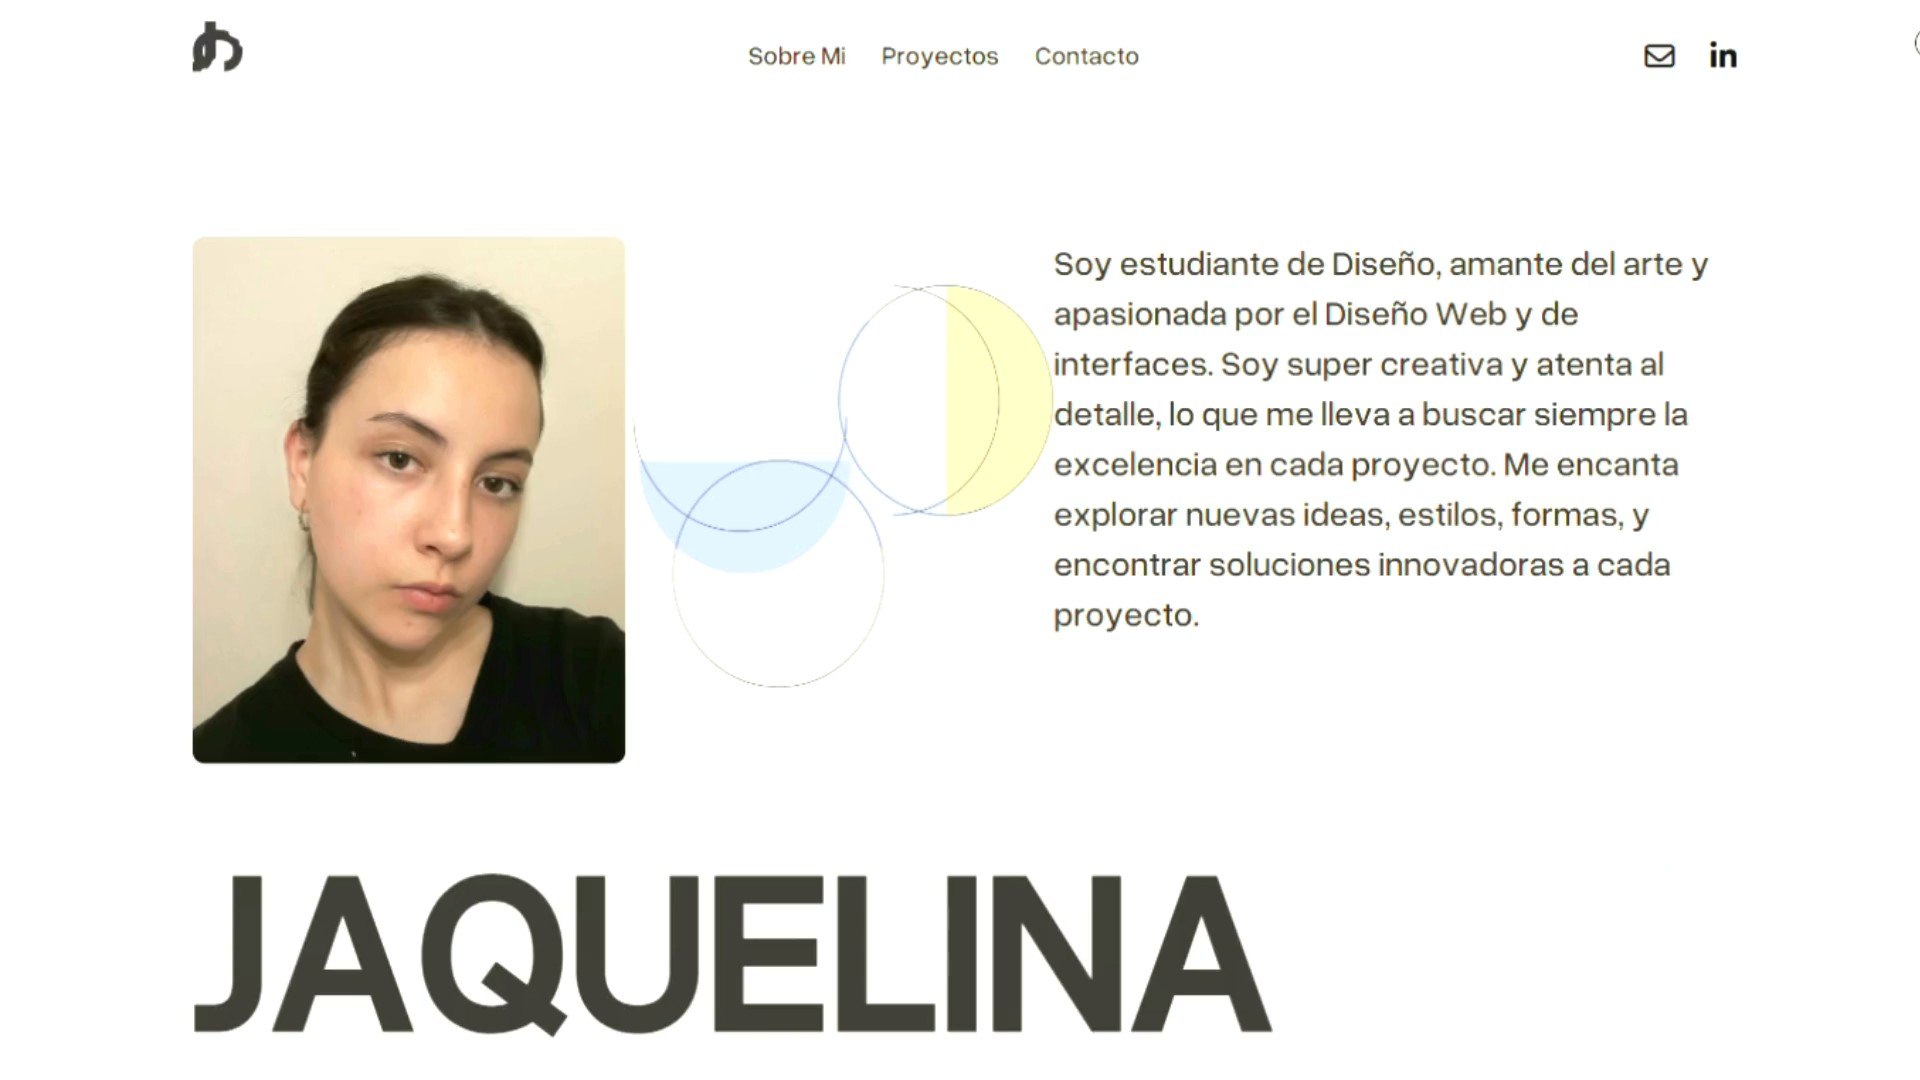 Sobre Mi
Proyectos
Contacto
in
Soy estudiante de Diseño, amante del arte y
apasionada por el Diseño Web y de
interfaces. Soy super creativa y atenta al
detalle, lo que me lleva a buscar siempre la
excelencia en cada proyecto. Me encanta
explorar nuevas ideas, estilos, formas, y
encontrar soluciones innovadoras a cada
proyecto.
JAQUELINA